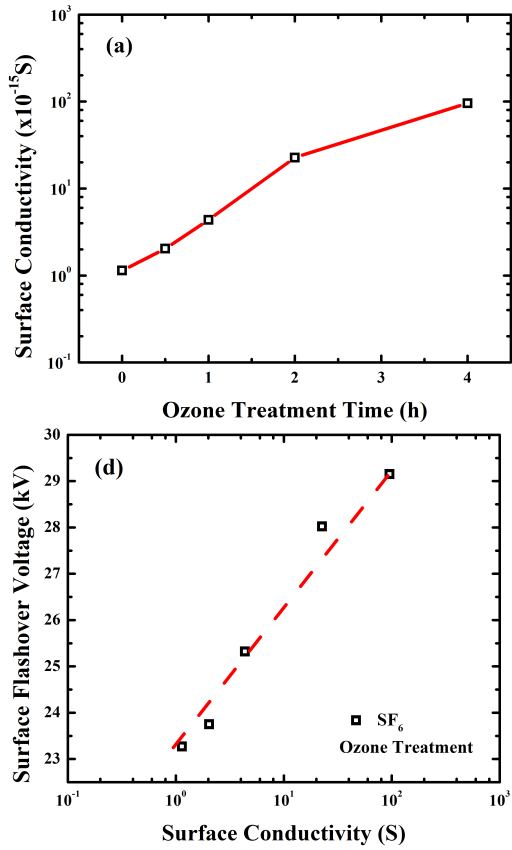 (a)
Surface Conductivity (x10⁻¹⁵S)
10³
10²
10¹
10⁰
10⁻¹
0 1 2 3 4
Ozone Treatment Time (h)
(d)
Surface Flashover Voltage (kV)
30
29
28
27
26
25
24
23
SF₆
Ozone Treatment
10⁻¹ 10⁰ 10¹ 10² 10³
Surface Conductivity (S)